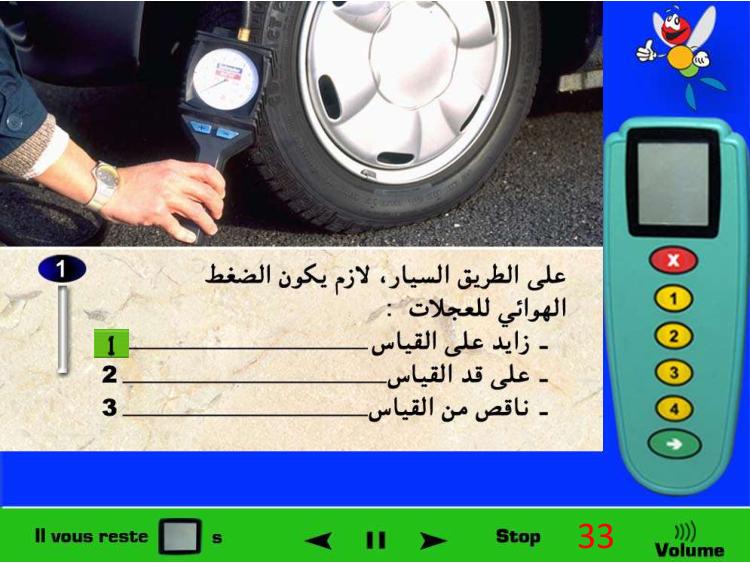 1
على الطريق السيار، لازم يكون الضغط
الهوائي للعجلات :
- زايد على القياس 1
- على قد القياس 2
- ناقص من القياس 3
X
1
2
3
4
Il vous reste s
Stop
33
Volume